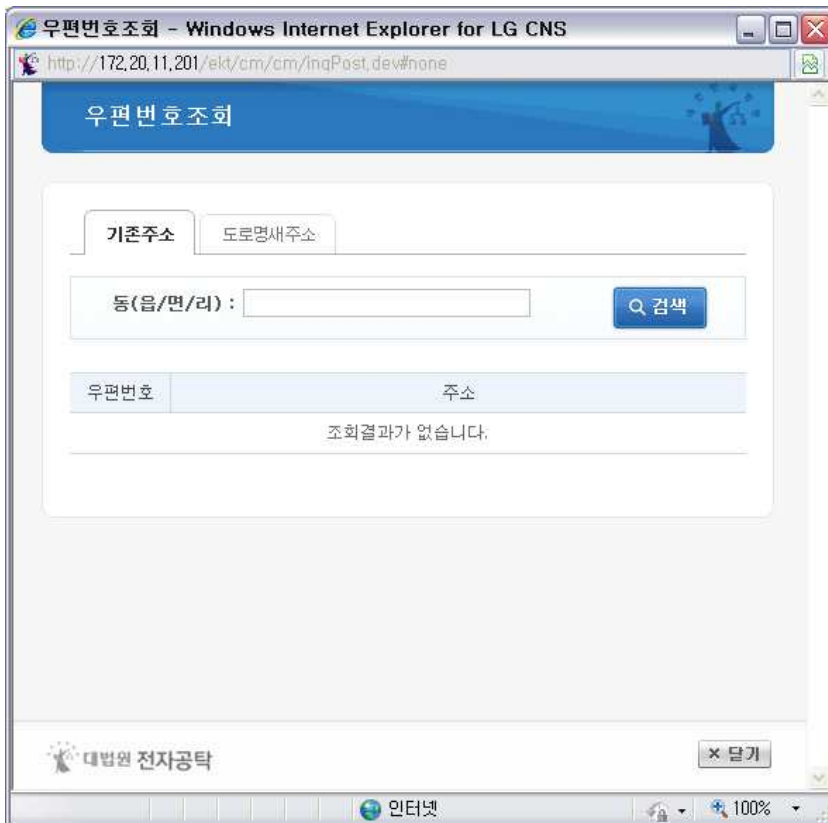 우편번호조회 - Windows Internet Explorer for LG CNS
http://172.20.11.201/ekt/cm/cm/inqPost.dev#none
우편번호조회
기존주소 도로명새주소
동(읍/면/리) : 검색
우편번호 주소
조회결과가 없습니다.
대법원 전자공탁 × 닫기
인터넷 100%